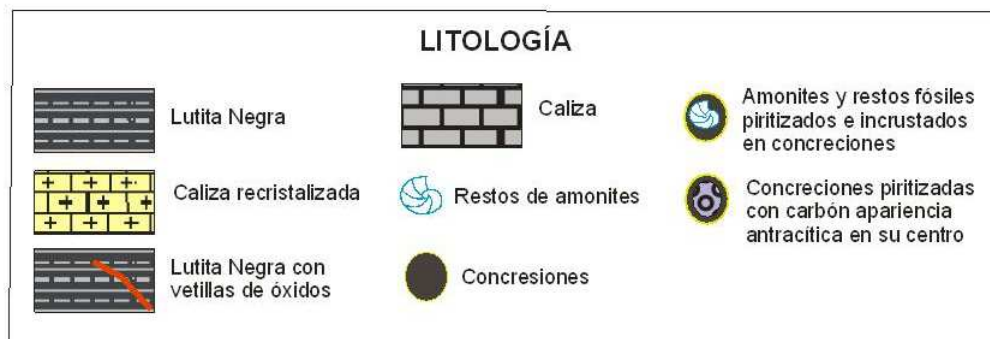 LITOLOGÍA
Lutita Negra
Caliza recristalizada
Lutita Negra con
vetillas de óxidos
Caliza
Restos de amonites
Concresiones
Amonites y restos fósiles
piritizados e incrustados
en concreciones
Concreciones piritizadas
con carbón apariencia
antracítica en su centro